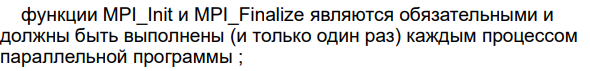 функции MPI_Init и MPI_Finalize являются обязательными и
должны быть выполнены (и только один раз) каждым процессом
параллельной программы ;